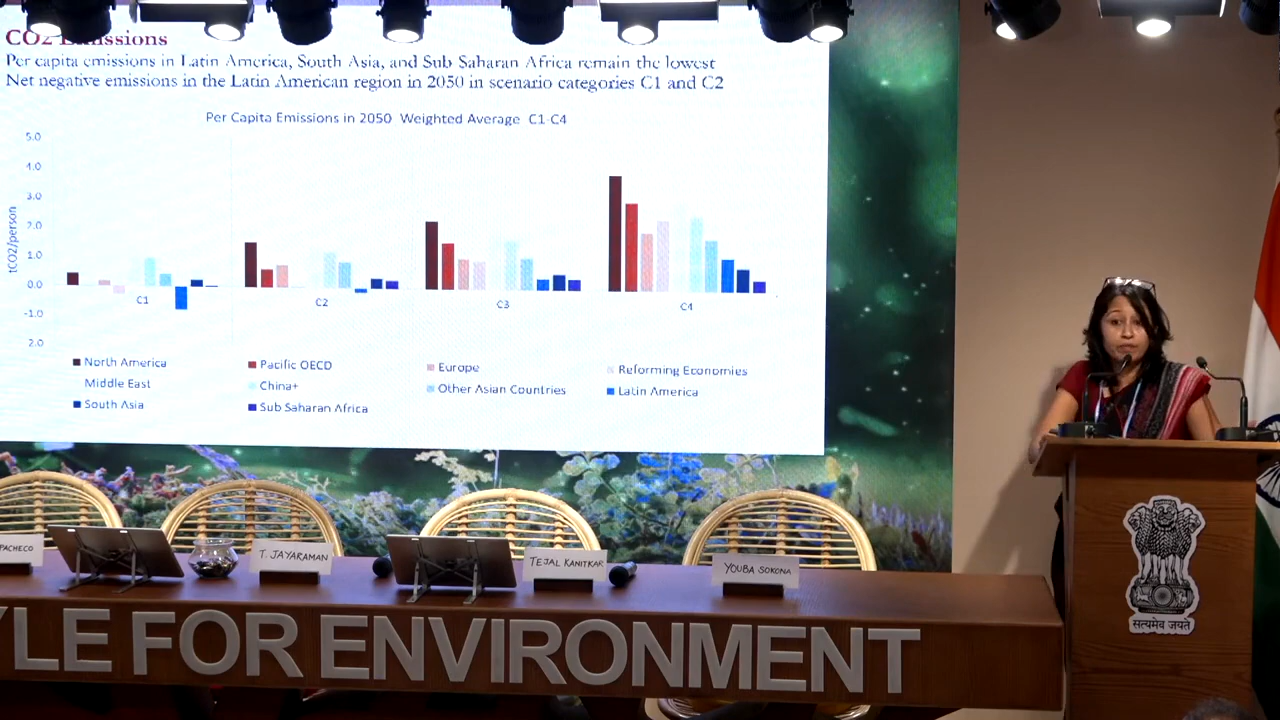 CO2 Emissions
Per capita emissions in Latin America, South Asia, and Sub Saharan Africa remain the lowest
Net negative emissions in the Latin American region in 2050 in scenario categories C1 and C2
Per Capita Emissions in 2050 Weighted Average C1-C4
5.0
4.0
3.0
2.0
1.0
0.0
-1.0
2.0
tCO2/person
C1
C2
C3
C4
North America
Pacific OECD
Europe
Reforming Economies
Middle East
China+
Other Asian Countries
Latin America
South Asia
Sub Saharan Africa
PACHECO
T. JAYARAMAN
TEJAL KANITKAR
YOUBA SOKONA
YLE FOR ENVIRONMENT
सत्यमेव जयते